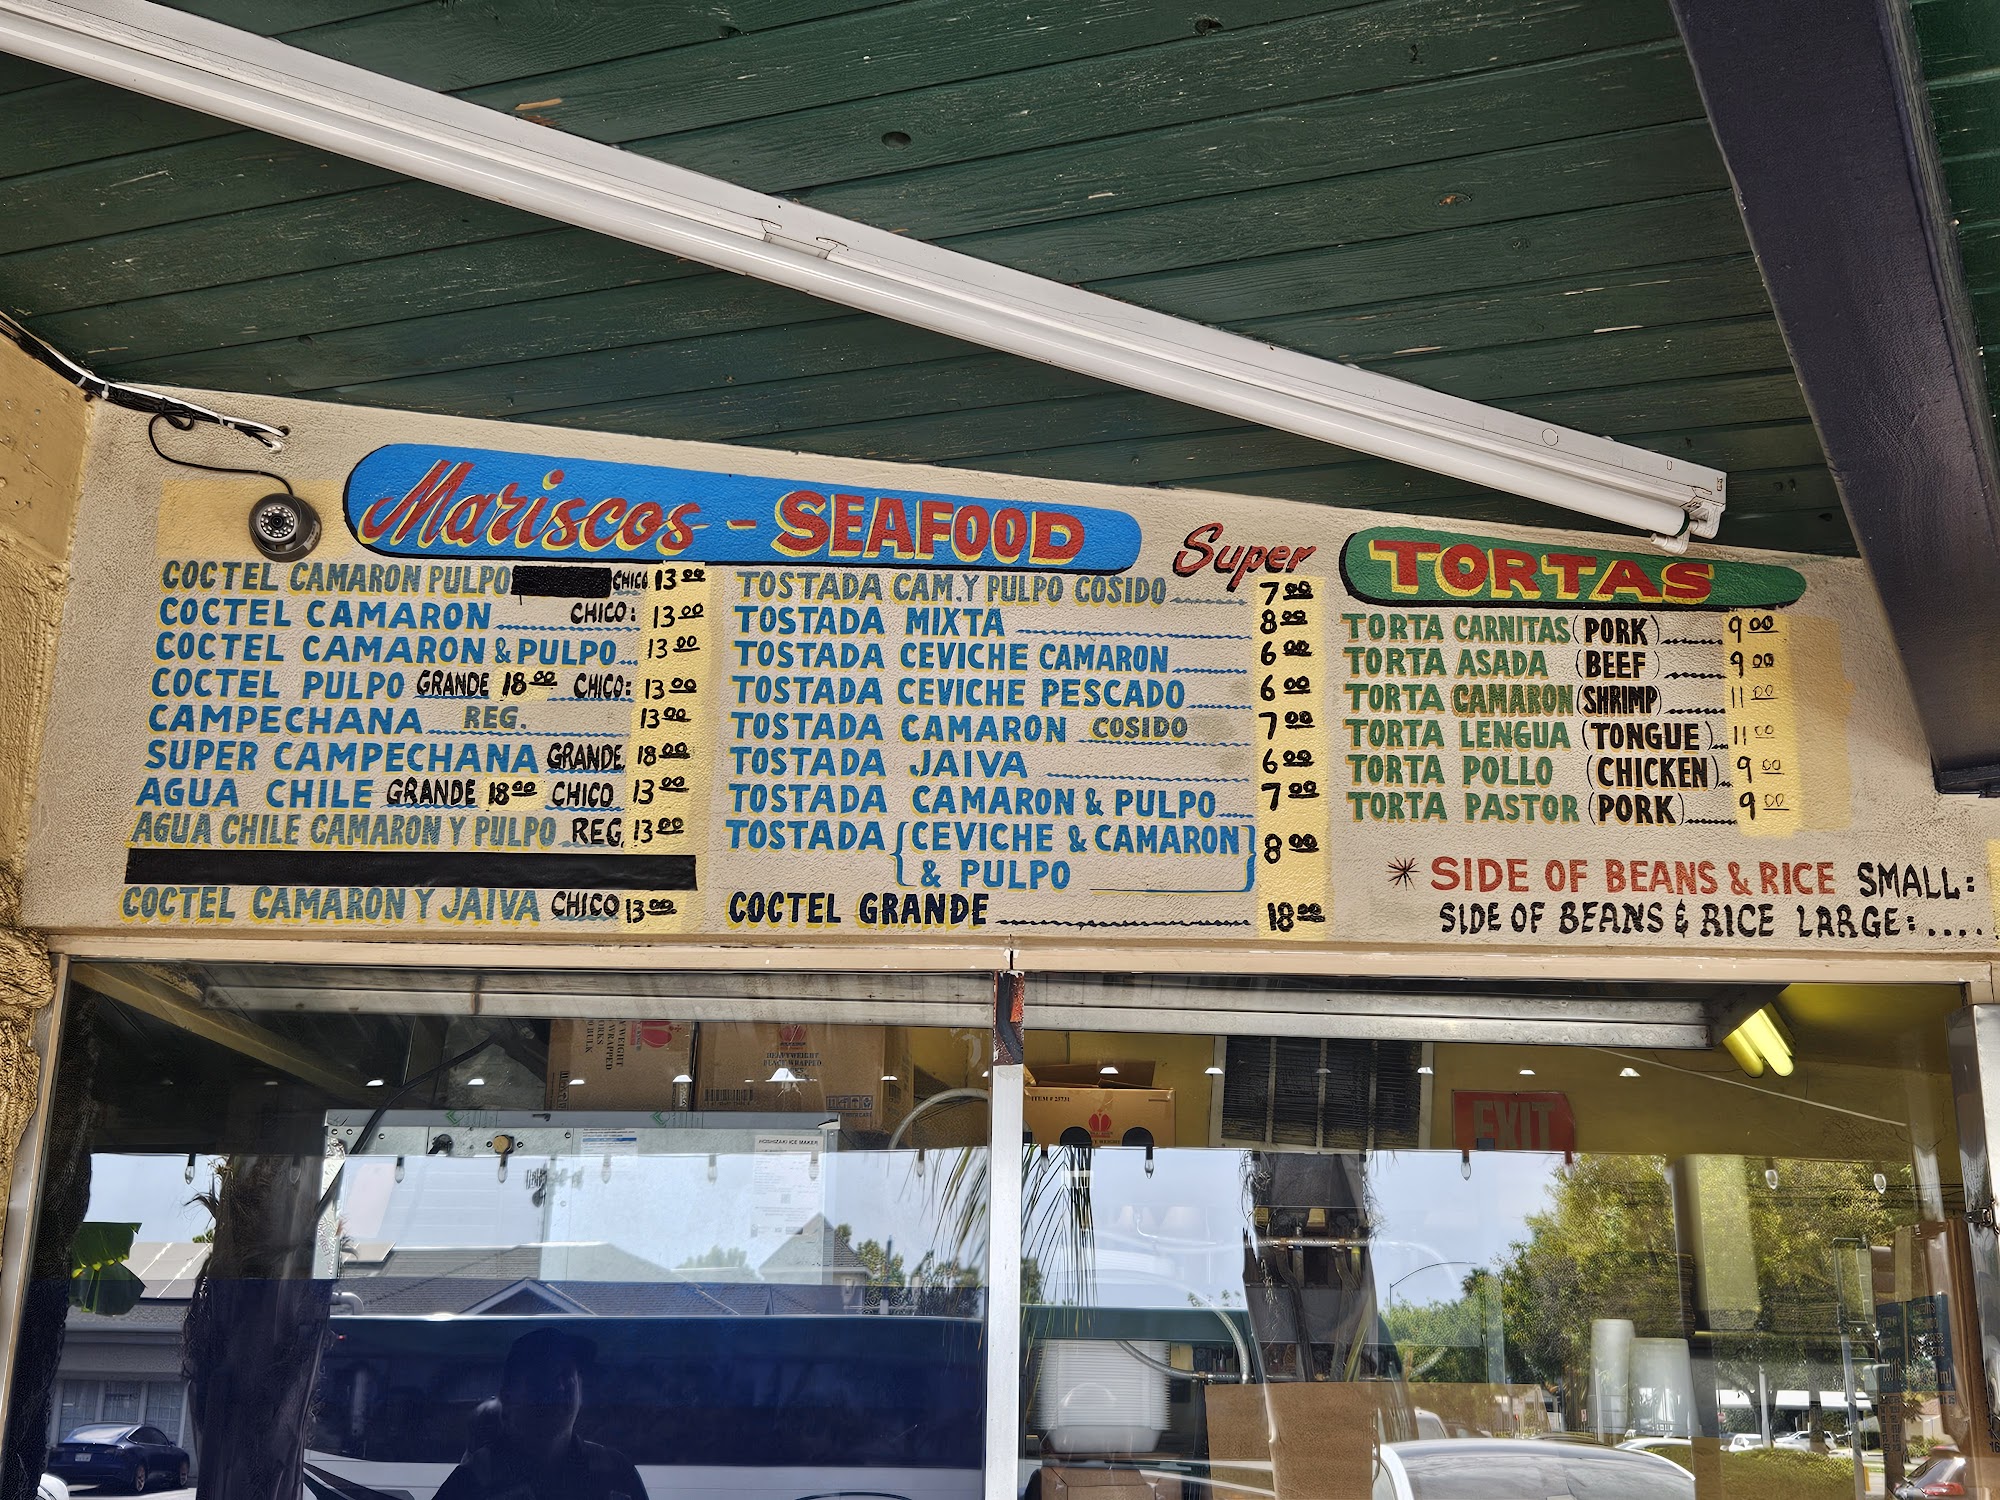 Mariscos - SEAFOOD
COCTEL CAMARON PULPO CHICO 13.00
COCTEL CAMARON CHICO: 13.00
COCTEL CAMARON & PULPO... 13.00
COCTEL PULPO GRANDE 18.00 CHICO: 13.00
CAMPECHANA REG. 13.00
SUPER CAMPECHANA GRANDE 18.00
AGUA CHILE GRANDE 18.00 CHICO 13.00
AGUA CHILE CAMARON Y PULPO REG. 13.00
COCTEL CAMARON Y JAIVA CHICO 13.00
TOSTADA CAM. Y PULPO COSIDO 7.00
TOSTADA MIXTA 8.00
TOSTADA CEVICHE CAMARON 6.00
TOSTADA CEVICHE PESCADO 6.00
TOSTADA CAMARON COSIDO 7.00
TOSTADA JAIVA 6.00
TOSTADA CAMARON & PULPO 7.00
TOSTADA {CEVICHE & CAMARON
& PULPO} 8.00
COCTEL GRANDE 18.00
Super TORTAS
TORTA CARNITAS (PORK) 9.00
TORTA ASADA (BEEF) 9.00
TORTA CAMARON (SHRIMP) 11.00
TORTA LENGUA (TONGUE) 11.00
TORTA POLLO (CHICKEN) 9.00
TORTA PASTOR (PORK) 9.00
* SIDE OF BEANS & RICE SMALL:
SIDE OF BEANS & RICE LARGE:....
HEAVYWEIGHT
ITEM # 25731
HOSHIZAKI ICE MAKER
EXIT